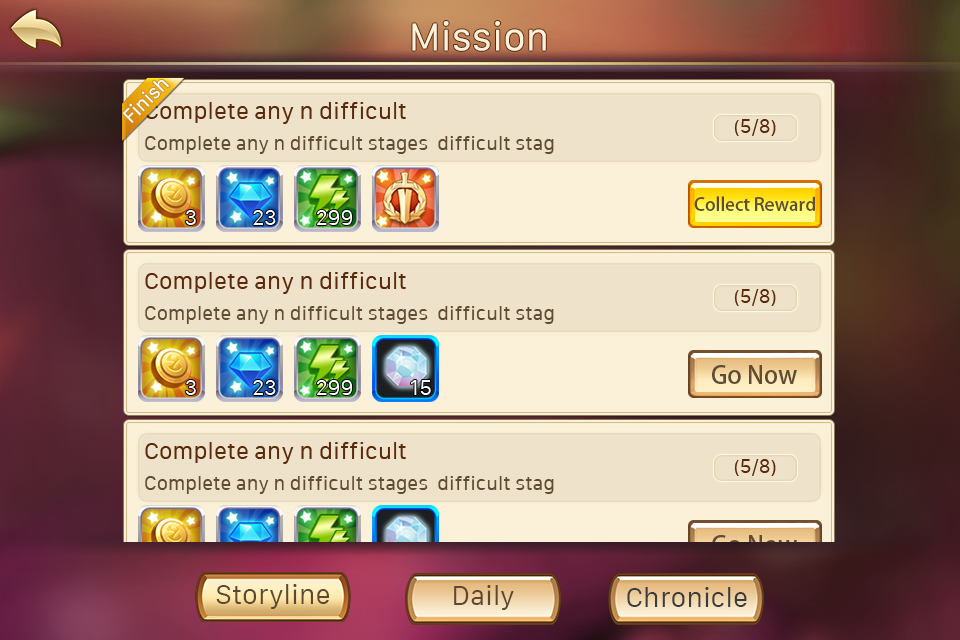 Mission
Finish
Complete any n difficult
Complete any n difficult stages difficult stag
(5/8)
3
23
299
Collect Reward
Complete any n difficult
Complete any n difficult stages difficult stag
(5/8)
3
23
299
15
Go Now
Complete any n difficult
Complete any n difficult stages difficult stag
(5/8)
Go Now
Storyline
Daily
Chronicle